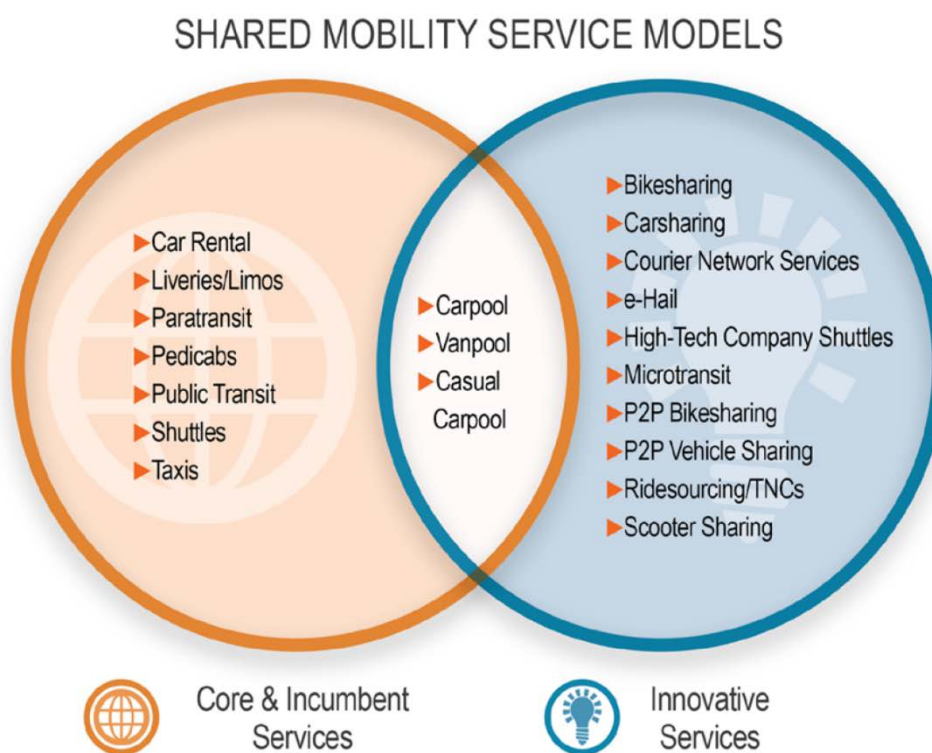 SHARED MOBILITY SERVICE MODELS
Car Rental
Liveries/Limos
Paratransit
Pedicabs
Public Transit
Shuttles
Taxis
Carpool
Vanpool
Casual
Carpool
Bikesharing
Carsharing
Courier Network Services
e-Hail
High-Tech Company Shuttles
Microtransit
P2P Bikesharing
P2P Vehicle Sharing
Ridesourcing/TNCs
Scooter Sharing
Core & Incumbent
Services
Innovative
Services